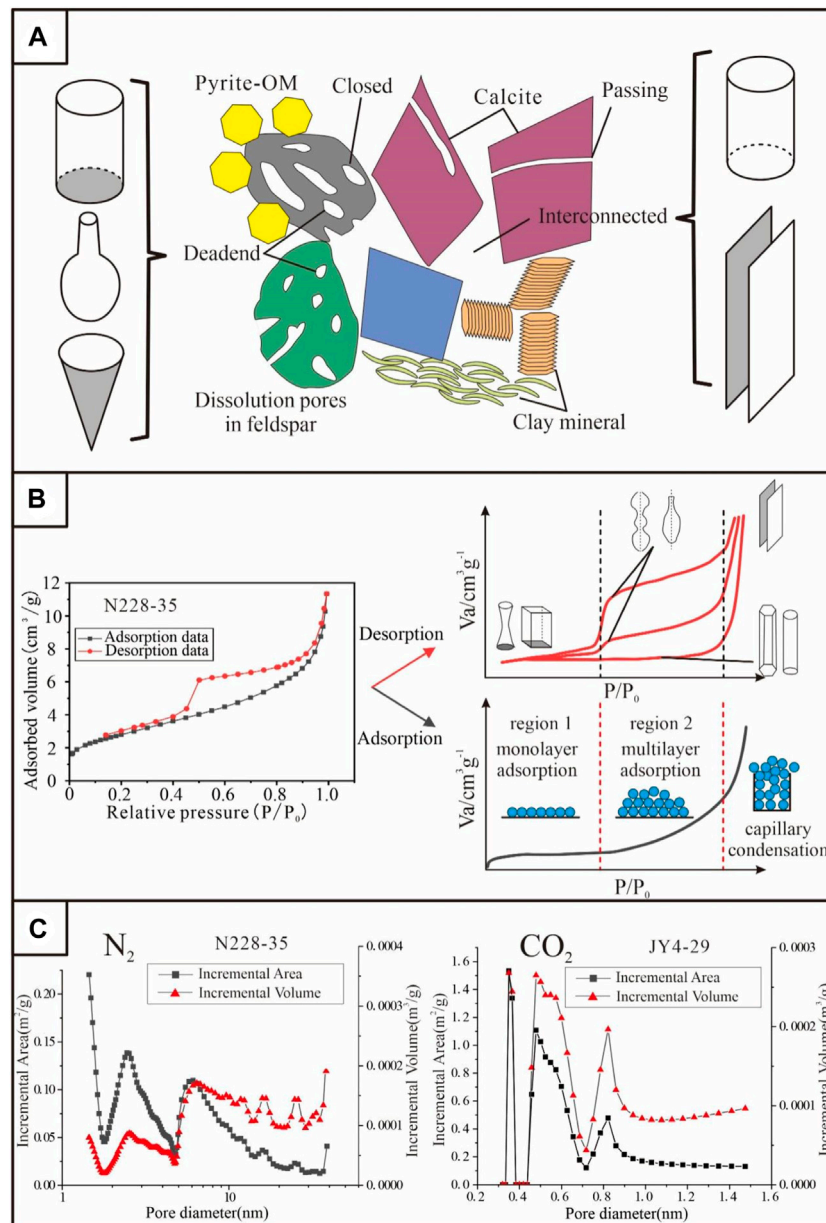 A
Pyrite-OM
Closed
Calcite
Passing
Interconnected
Deadend
Dissolution pores
in feldspar
Clay mineral
B
N228-35
Adsorption data
Desorption data
Adsorbed volume (cm³/g)
12
10
8
6
4
2
0
0.0 0.2 0.4 0.6 0.8 1.0
Relative pressure (P/P₀)
Desorption
Adsorption
Va/cm³ g⁻¹
P/P₀
Va/cm³ g⁻¹
region 1
monolayer
adsorption
region 2
multilayer
adsorption
capillary
condensation
P/P₀
C
N₂
N228-35
Incremental Area
Incremental Volume
Incremental Area(m²/g)
0.20
0.15
0.10
0.05
0.00
1 10
Pore diameter(nm)
0.0004
0.0003
0.0002
0.0001
0.0000
Incremental Volume(m³/g)
CO₂
JY4-29
Incremental Area
Incremental Volume
Incremental Area(m²/g)
1.6
1.4
1.2
1.0
0.8
0.6
0.4
0.2
0.0
0.2 0.4 0.6 0.8 1.0 1.2 1.4 1.6
Pore diameter(nm)
0.0003
0.0002
0.0001
0.0000
Incremental Volume(m³/g)